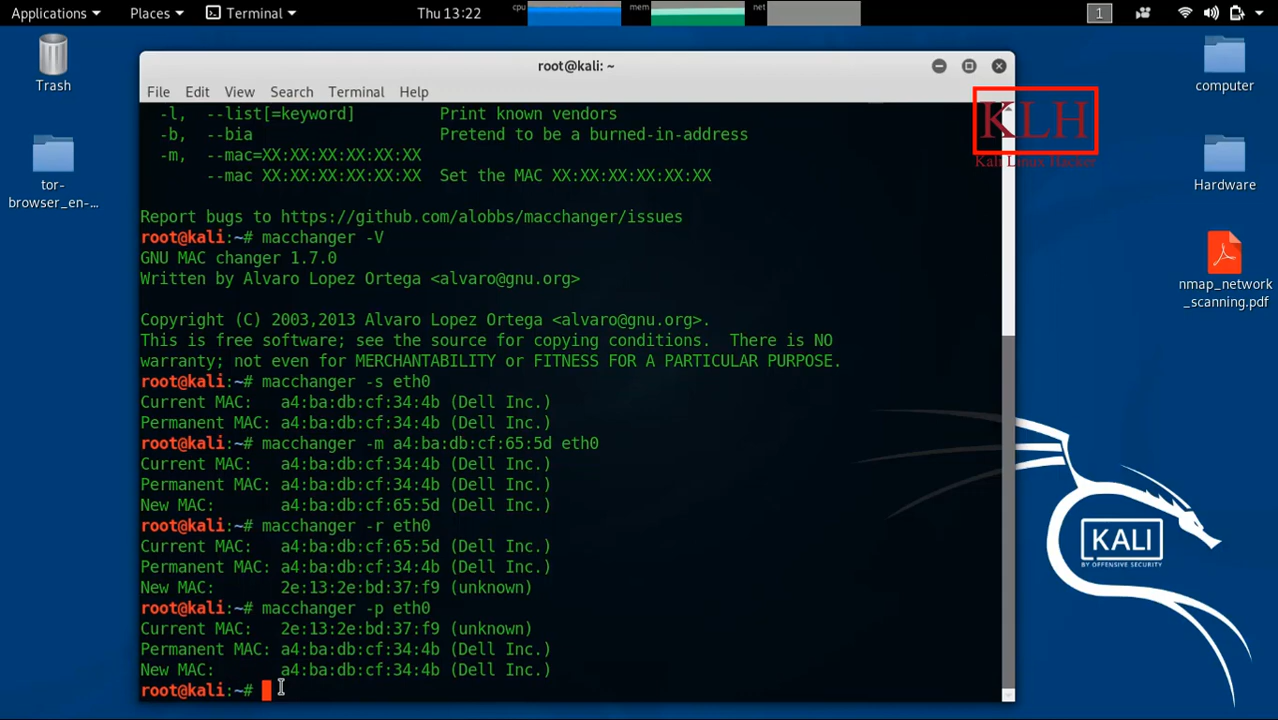 Applications Places Terminal Thu 13:22 cpu mem net 1
root@kali: ~
File Edit View Search Terminal Help
-l, --list[=keyword] Print known vendors
-b, --bia Pretend to be a burned-in-address
-m, --mac=XX:XX:XX:XX:XX:XX
--mac XX:XX:XX:XX:XX:XX Set the MAC XX:XX:XX:XX:XX:XX
Report bugs to https://github.com/alobbs/macchanger/issues
root@kali:~# macchanger -V
GNU MAC changer 1.7.0
Written by Alvaro Lopez Ortega <alvaro@gnu.org>
Copyright (C) 2003,2013 Alvaro Lopez Ortega <alvaro@gnu.org>.
This is free software; see the source for copying conditions. There is NO
warranty; not even for MERCHANTABILITY or FITNESS FOR A PARTICULAR PURPOSE.
root@kali:~# macchanger -s eth0
Current MAC: a4:ba:db:cf:34:4b (Dell Inc.)
Permanent MAC: a4:ba:db:cf:34:4b (Dell Inc.)
root@kali:~# macchanger -m a4:ba:db:cf:65:5d eth0
Current MAC: a4:ba:db:cf:34:4b (Dell Inc.)
Permanent MAC: a4:ba:db:cf:34:4b (Dell Inc.)
New MAC: a4:ba:db:cf:65:5d (Dell Inc.)
root@kali:~# macchanger -r eth0
Current MAC: a4:ba:db:cf:65:5d (Dell Inc.)
Permanent MAC: a4:ba:db:cf:34:4b (Dell Inc.)
New MAC: 2e:13:2e:bd:37:f9 (unknown)
root@kali:~# macchanger -p eth0
Current MAC: 2e:13:2e:bd:37:f9 (unknown)
Permanent MAC: a4:ba:db:cf:34:4b (Dell Inc.)
New MAC: a4:ba:db:cf:34:4b (Dell Inc.)
root@kali:~#
Trash
tor-
browser_en-...
KLH
Kali Linux Hacker
computer
Hardware
nmap_network
_scanning.pdf
KALI
BY OFFENSIVE SECURITY